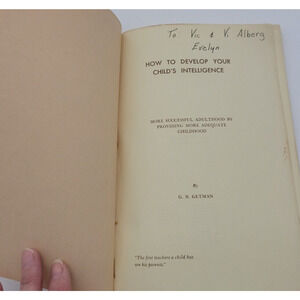 To Vic & V. Alberg
Evelyn
HOW TO DEVELOP YOUR
CHILD'S INTELLIGENCE
MORE SUCCESSFUL ADULTHOOD BY
PROVIDING MORE ADEQUATE
CHILDHOOD
By
G. N. GETMAN
"The first teachers a child has
are his parents."